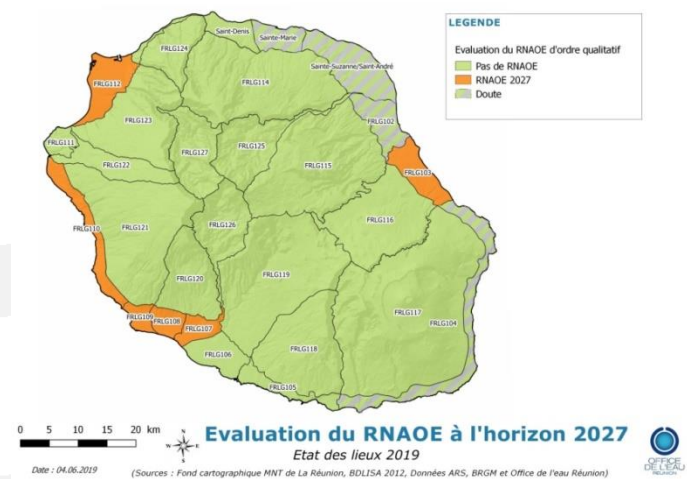 LEGENDE
Evaluation du RNAOE d'ordre qualitatif
Pas de RNAOE
RNAOE 2027
Doute
Saint-Denis
Sainte-Marie
FRLG124
Sainte-Suzanne/Saint-André
FRLG112
FRLG114
FRLG102
FRLG123
FRLG111
FRLG127
FRLG125
FRLG122
FRLG115
FRLG103
FRLG110
FRLG121
FRLG126
FRLG116
FRLG120
FRLG119
FRLG117
FRLG109
FRLG108
FRLG107
FRLG104
FRLG106
FRLG118
FRLG105
0 5 10 15 20 km
N
W E
S
Evaluation du RNAOE à l'horizon 2027
Etat des lieux 2019
Date : 04.06.2019
(Sources : Fond cartographique MNT de La Réunion, BDLISA 2012, Données ARS, BRGM et Office de l'eau Réunion)
OFFICE
DE L'EAU
RÉUNION